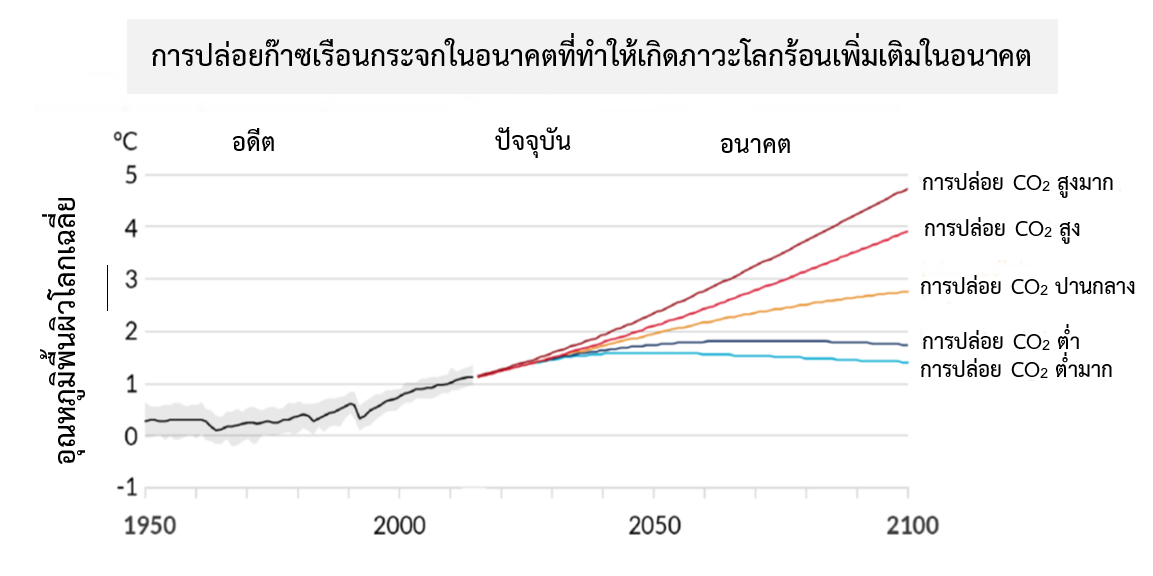 การปล่อยก๊าซเรือนกระจกในอนาคตที่ทำให้เกิดภาวะโลกร้อนเพิ่มเติมในอนาคต
°C
อดีต
ปัจจุบัน
อนาคต
5
4
3
2
1
0
-1
อุณหภูมิพื้นผิวโลกเฉลี่ย
การปล่อย CO₂ สูงมาก
การปล่อย CO₂ สูง
การปล่อย CO₂ ปานกลาง
การปล่อย CO₂ ต่ำ
การปล่อย CO₂ ต่ำมาก
1950
2000
2050
2100